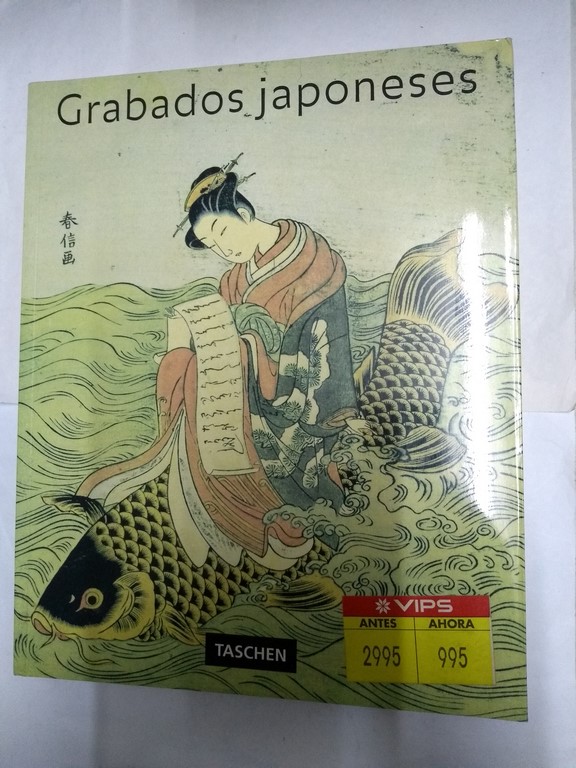 Grabados japoneses
春信画
TASCHEN
VIPS
ANTES AHORA
2995 995